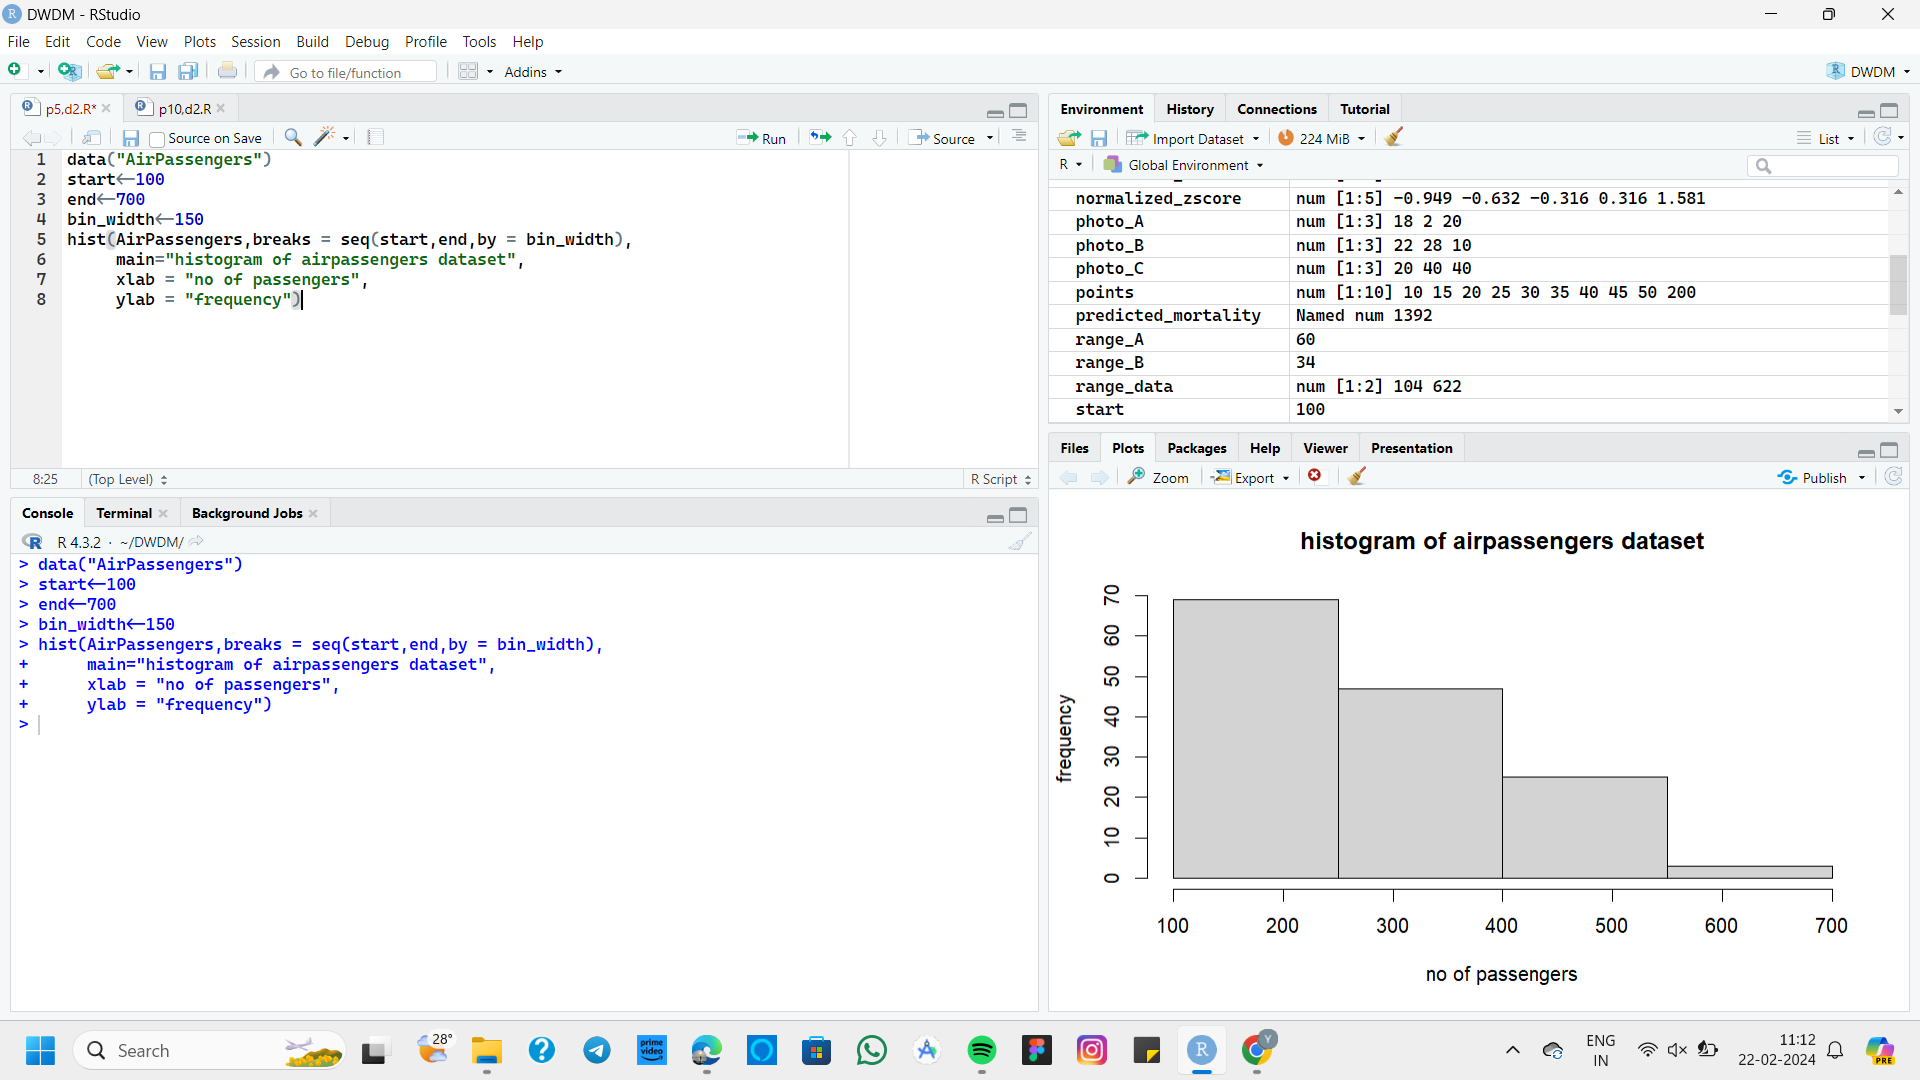 DWDM - RStudio
File Edit Code View Plots Session Build Debug Profile Tools Help
Go to file/function Addins DWDM
p5,d2.R* p10,d2.R
Source on Save Run Source
1 data("AirPassengers")
2 start<-100
3 end<-700
4 bin_width<-150
5 hist(AirPassengers,breaks = seq(start,end,by = bin_width),
6 main="histogram of airpassengers dataset",
7 xlab = "no of passengers",
8 ylab = "frequency")
8:25 (Top Level) R Script
Console Terminal Background Jobs
R 4.3.2 · ~/DWDM/
> data("AirPassengers")
> start<-100
> end<-700
> bin_width<-150
> hist(AirPassengers,breaks = seq(start,end,by = bin_width),
+ main="histogram of airpassengers dataset",
+ xlab = "no of passengers",
+ ylab = "frequency")
>
Environment History Connections Tutorial
Import Dataset 224 MiB List
R Global Environment
normalized_zscore num [1:5] -0.949 -0.632 -0.316 0.316 1.581
photo_A num [1:3] 18 2 20
photo_B num [1:3] 22 28 10
photo_C num [1:3] 20 40 40
points num [1:10] 10 15 20 25 30 35 40 45 50 200
predicted_mortality Named num 1392
range_A 60
range_B 34
range_data num [1:2] 104 622
start 100
Files Plots Packages Help Viewer Presentation
Zoom Export Publish
histogram of airpassengers dataset
frequency
70
60
50
40
30
20
10
0
100 200 300 400 500 600 700
no of passengers
Search 28° prime video Y ENG IN 11:12 22-02-2024 PRE